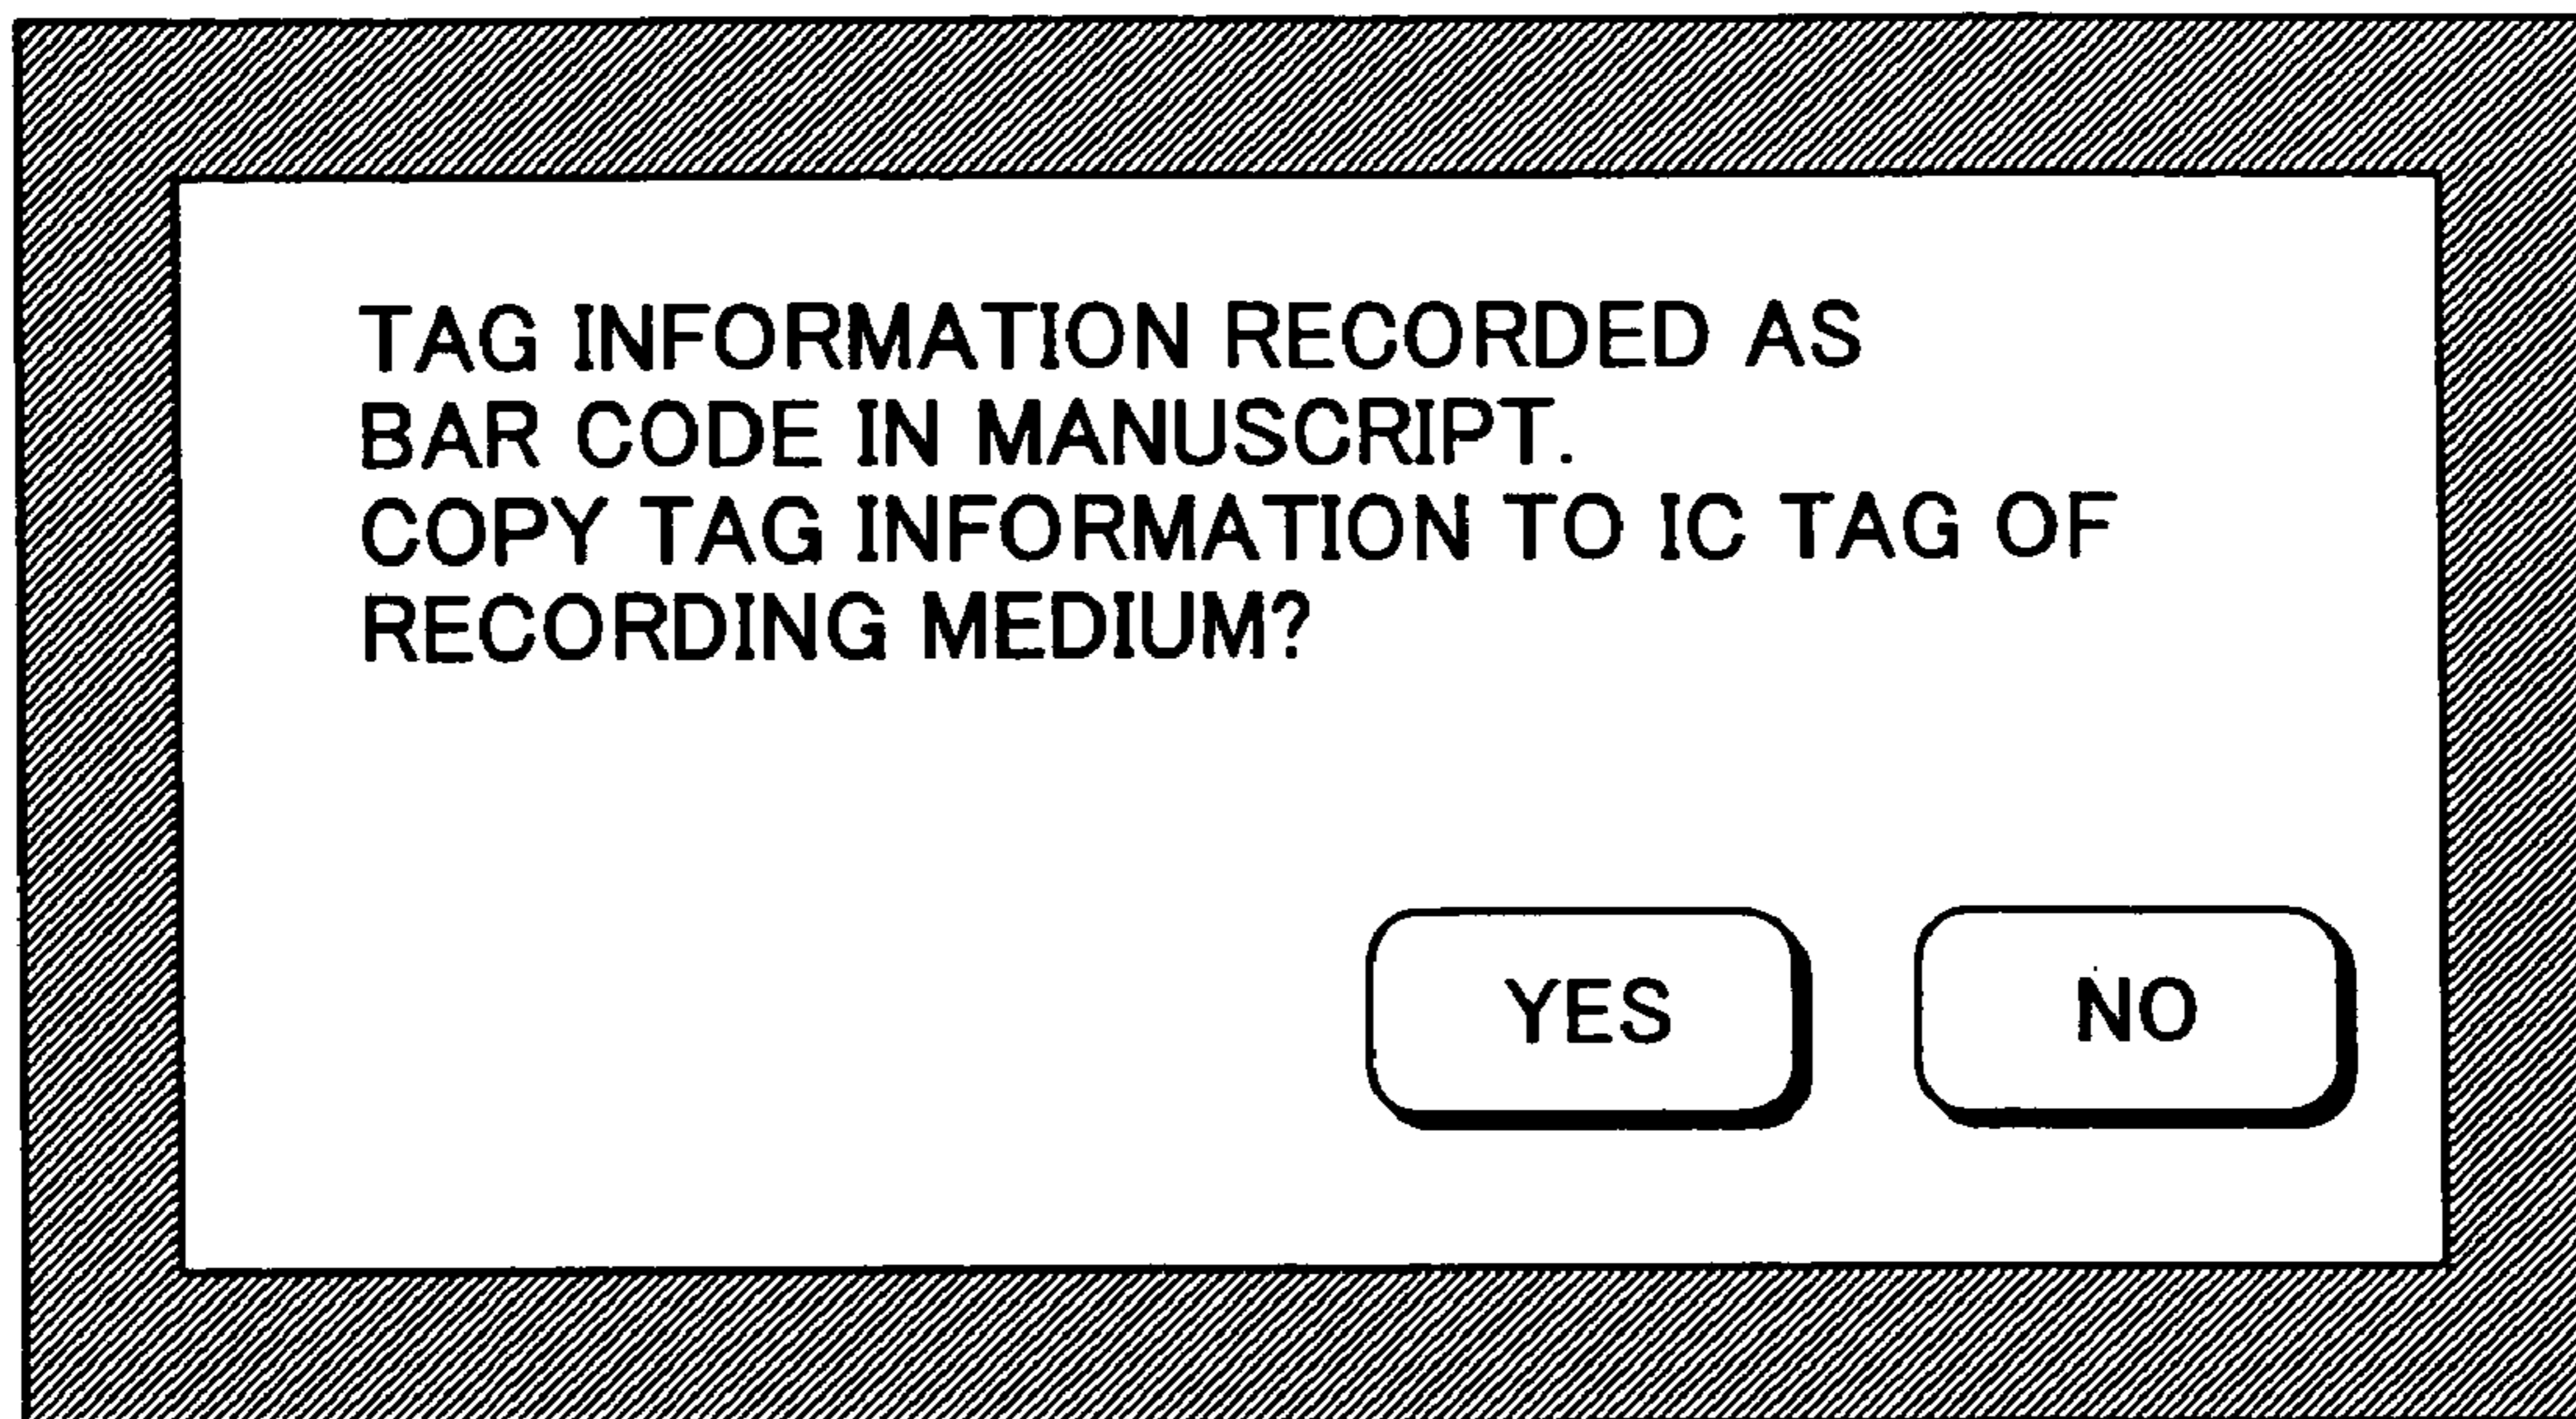 TAG INFORMATION RECORDED AS
BAR CODE IN MANUSCRIPT.
COPY TAG INFORMATION TO IC TAG OF
RECORDING MEDIUM?
YES NO